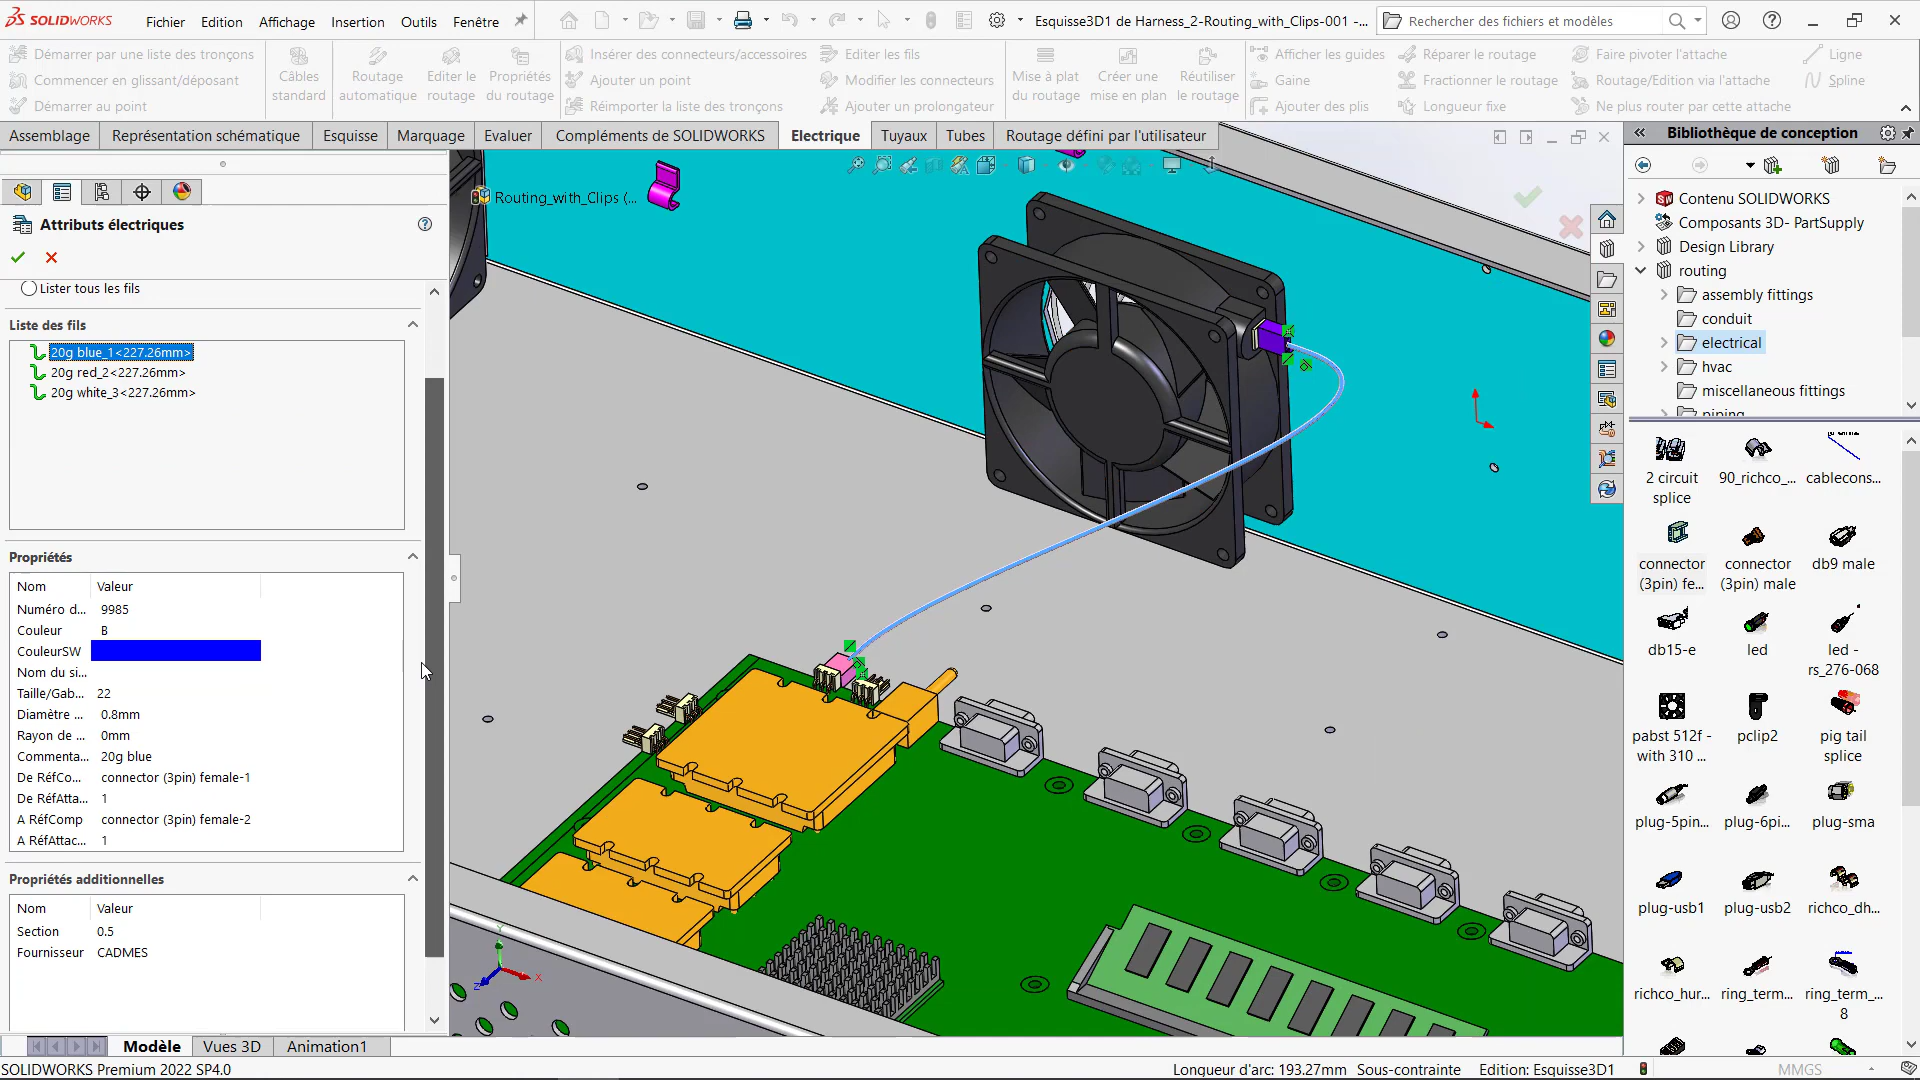 SOLIDWORKS
Fichier Edition Affichage Insertion Outils Fenêtre
Esquisse3D1 de Harness_2-Routing_with_Clips-001 -...
Rechercher des fichiers et modèles
Démarrer par une liste des tronçons
Commencer en glissant/déposant
Démarrer au point
Câbles standard
Routage automatique
Editer le routage
Propriétés du routage
Insérer des connecteurs/accessoires
Ajouter un point
Réimporter la liste des tronçons
Editer les fils
Modifier les connecteurs
Ajouter un prolongateur
Mise à plat du routage
Créer une mise en plan
Réutiliser le routage
Afficher les guides
Gaine
Ajouter des plis
Réparer le routage
Fractionner le routage
Longueur fixe
Faire pivoter l'attache
Routage/Edition via l'attache
Ne plus router par cette attache
Ligne
Spline
Assemblage Représentation schématique Esquisse Marquage Evaluer Compléments de SOLIDWORKS Electrique Tuyaux Tubes Routage défini par l'utilisateur
Attributs électriques
Lister tous les fils
Liste des fils
20g blue_1<227.26mm>
20g red_2<227.26mm>
20g white_3<227.26mm>
Propriétés
Nom Valeur
Numéro d... 9985
Couleur B
CouleurSW
Nom du si...
Taille/Gab... 22
Diamètre ... 0.8mm
Rayon de ... 0mm
Commenta... 20g blue
De RéfCo... connector (3pin) female-1
De RéfAtta... 1
A RéfComp connector (3pin) female-2
A RéfAttac... 1
Propriétés additionnelles
Nom Valeur
Section 0.5
Fournisseur CADMES
Routing_with_Clips (...
Y
X
Z
Bibliothèque de conception
Contenu SOLIDWORKS
Composants 3D- PartSupply
Design Library
routing
assembly fittings
conduit
electrical
hvac
miscellaneous fittings
piping
2 circuit splice
90_richco_...
cablecons...
connector (3pin) fe...
connector (3pin) male
db9 male
db15-e
led
led - rs_276-068
pabst 512f - with 310 ...
pclip2
pig tail splice
plug-5pin...
plug-6pi...
plug-sma
plug-usb1
plug-usb2
richco_dh...
richco_hur...
ring_term...
ring_term_... 8
Modèle Vues 3D Animation1
SOLIDWORKS Premium 2022 SP4.0
Longueur d'arc: 193.27mm Sous-contrainte Edition: Esquisse3D1
MMGS